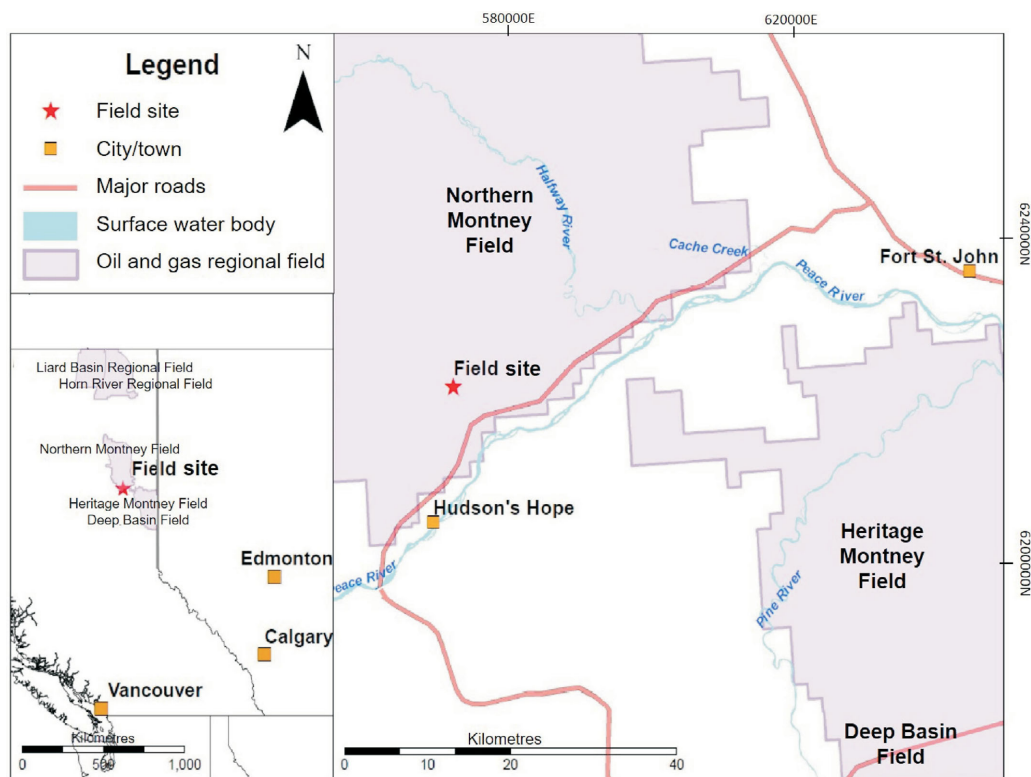 580000E
620000E
Legend
N
Field site
City/town
Major roads
Surface water body
Oil and gas regional field
Liard Basin Regional Field
Horn River Regional Field
Northern Montney Field
Field site
Heritage Montney Field
Deep Basin Field
Edmonton
Calgary
Vancouver
Kilometres
0 500 1,000
Northern
Montney
Field
Halfway River
Cache Creek
Peace River
Fort St. John
6240000N
Field site
Hudson's Hope
Peace River
Heritage
Montney
Field
6200000N
Pine River
Deep Basin
Field
Kilometres
0 10 20 40